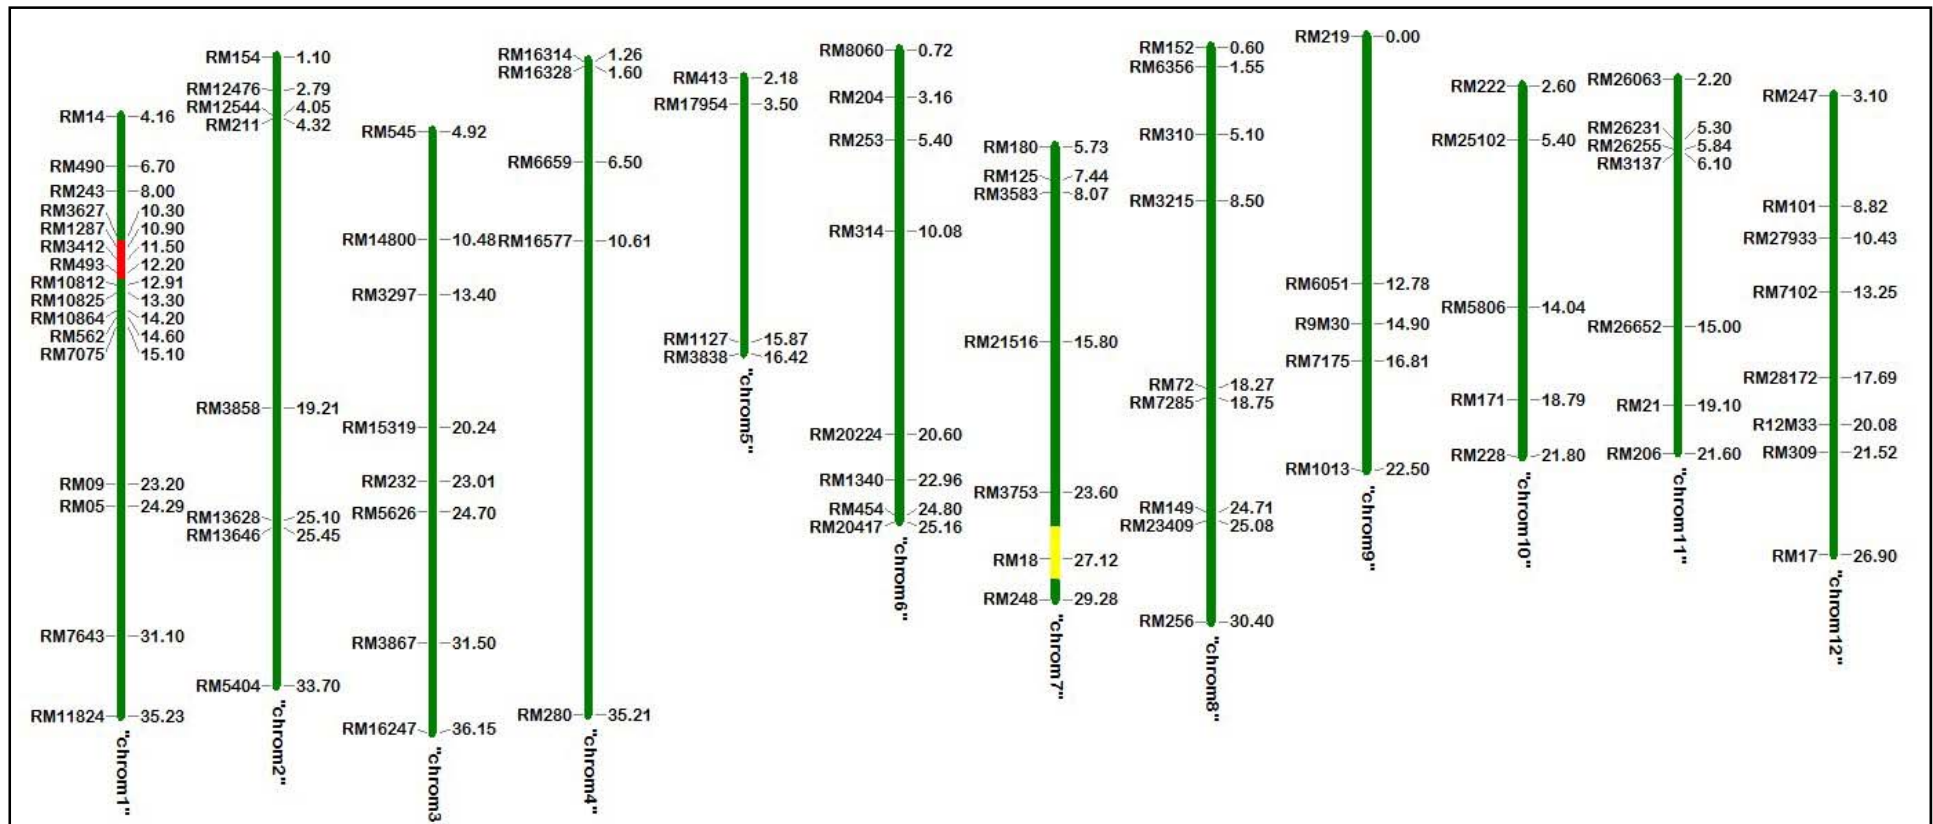 RM14 4.16
RM490 6.70
RM243 8.00
RM3627 10.30
RM1287 10.90
RM3412 11.50
RM493 12.20
RM10812 12.91
RM10825 13.30
RM10864 14.20
RM562 14.60
RM7075 15.10
RM09 23.20
RM05 24.29
RM7643 31.10
RM11824 35.23
"chrom1"
RM154 1.10
RM12476 2.79
RM12544 4.05
RM211 4.32
RM3858 19.21
RM13628 25.10
RM13646 25.45
RM5404 33.70
"chrom2"
RM545 4.92
RM14800 10.48
RM3297 13.40
RM15319 20.24
RM232 23.01
RM5626 24.70
RM3867 31.50
RM16247 36.15
"chrom3
RM16314 1.26
RM16328 1.60
RM6659 6.50
RM16577 10.61
RM280 35.21
"chrom4"
RM413 2.18
RM17954 3.50
RM1127 15.87
RM3838 16.42
"chrom5"
RM8060 0.72
RM204 3.16
RM253 5.40
RM314 10.08
RM20224 20.60
RM1340 22.96
RM454 24.80
RM20417 25.16
"chrom6"
RM180 5.73
RM125 7.44
RM3583 8.07
RM21516 15.80
RM3753 23.60
RM18 27.12
RM248 29.28
"chrom7"
RM152 0.60
RM6356 1.55
RM310 5.10
RM3215 8.50
RM72 18.27
RM7285 18.75
RM149 24.71
RM23409 25.08
RM256 30.40
"chrom8"
RM219 0.00
RM6051 12.78
R9M30 14.90
RM7175 16.81
RM1013 22.50
"chrom9"
RM222 2.60
RM25102 5.40
RM5806 14.04
RM171 18.79
RM228 21.80
"chrom10"
RM26063 2.20
RM26231 5.30
RM26255 5.84
RM3137 6.10
RM26652 15.00
RM21 19.10
RM206 21.60
"chrom11"
RM247 3.10
RM101 8.82
RM27933 10.43
RM7102 13.25
RM28172 17.69
R12M33 20.08
RM309 21.52
RM17 26.90
"chrom12"